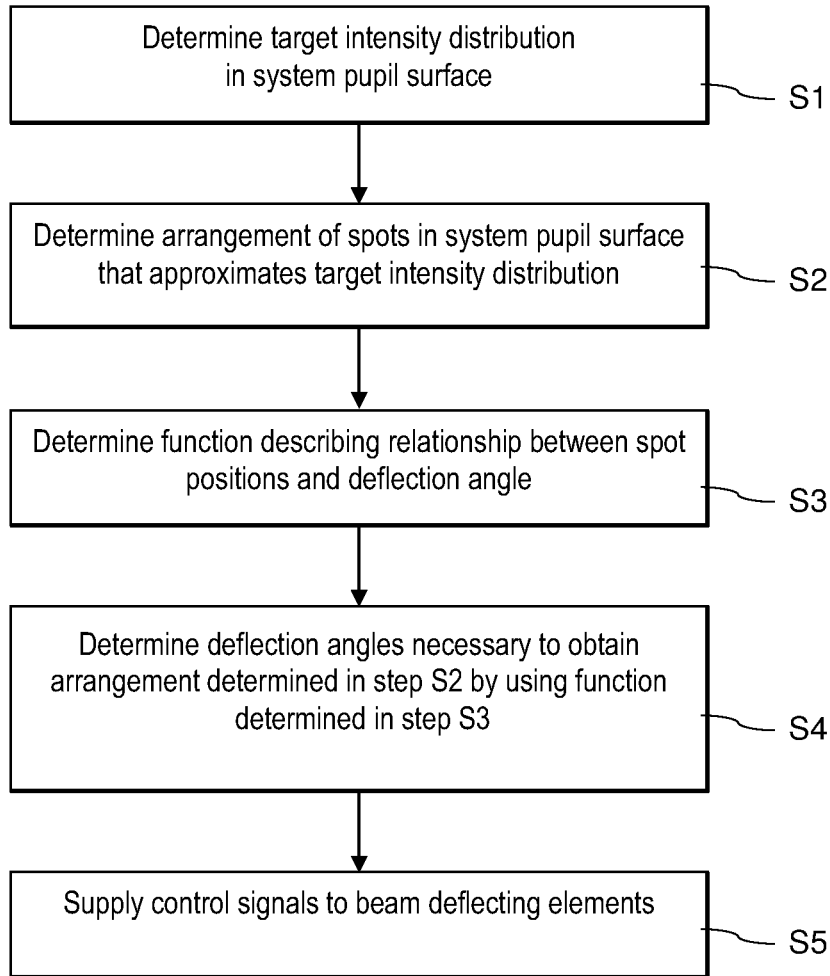 Determine target intensity distribution
in system pupil surface
S1
Determine arrangement of spots in system pupil surface
that approximates target intensity distribution
S2
Determine function describing relationship between spot
positions and deflection angle
S3
Determine deflection angles necessary to obtain
arrangement determined in step S2 by using function
determined in step S3
S4
Supply control signals to beam deflecting elements
S5